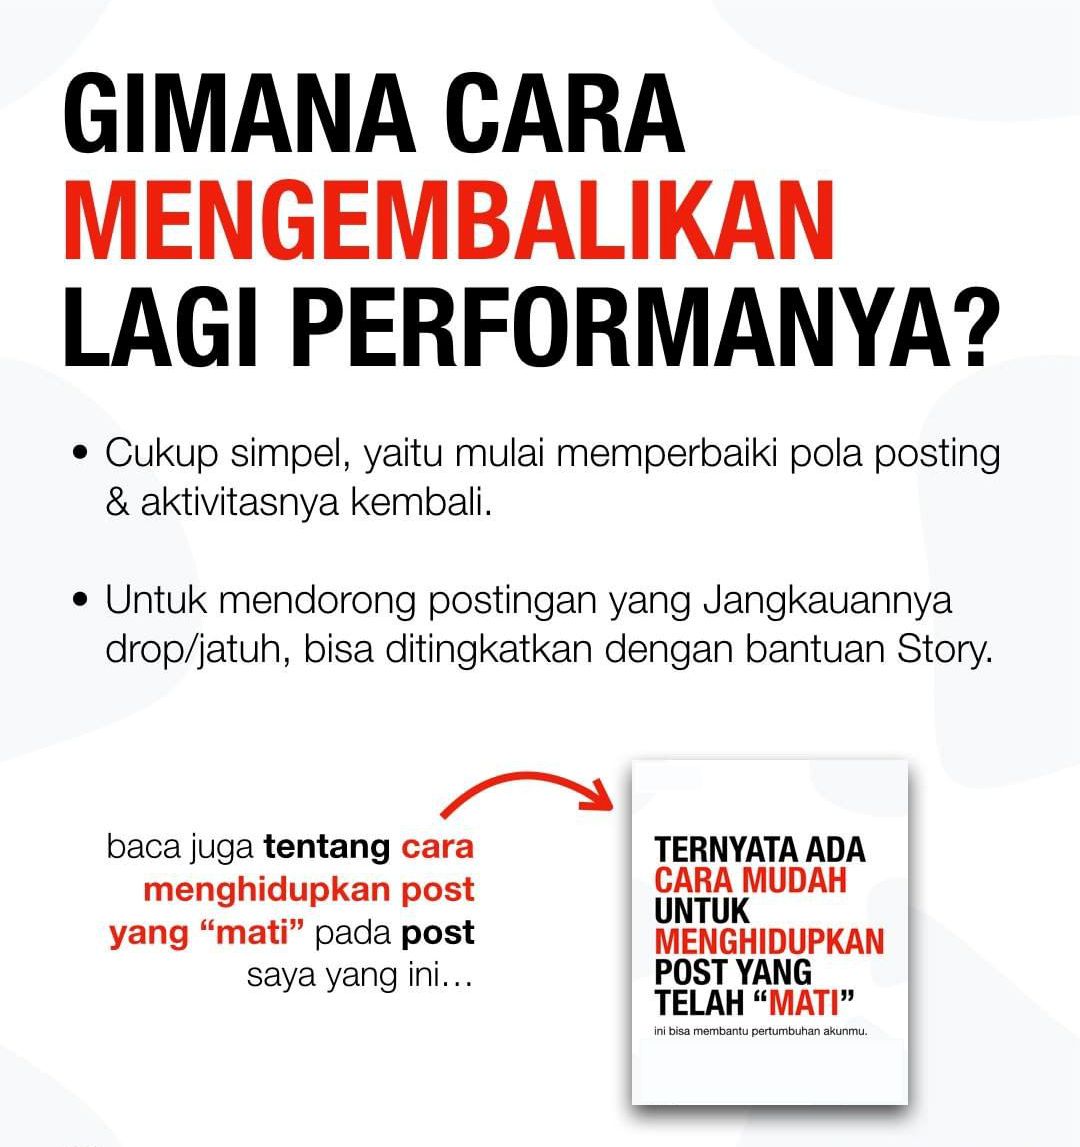 GIMANA CARA
MENGEMBALIKAN
LAGI PERFORMANYA?
• Cukup simpel, yaitu mulai memperbaiki pola posting
& aktivitasnya kembali.
• Untuk mendorong postingan yang Jangkauannya
drop/jatuh, bisa ditingkatkan dengan bantuan Story.
baca juga tentang cara
menghidupkan post
yang “mati” pada post
saya yang ini...
TERNYATA ADA
CARA MUDAH
UNTUK
MENGHIDUPKAN
POST YANG
TELAH “MATI”
ini bisa membantu pertumbuhan akunmu.